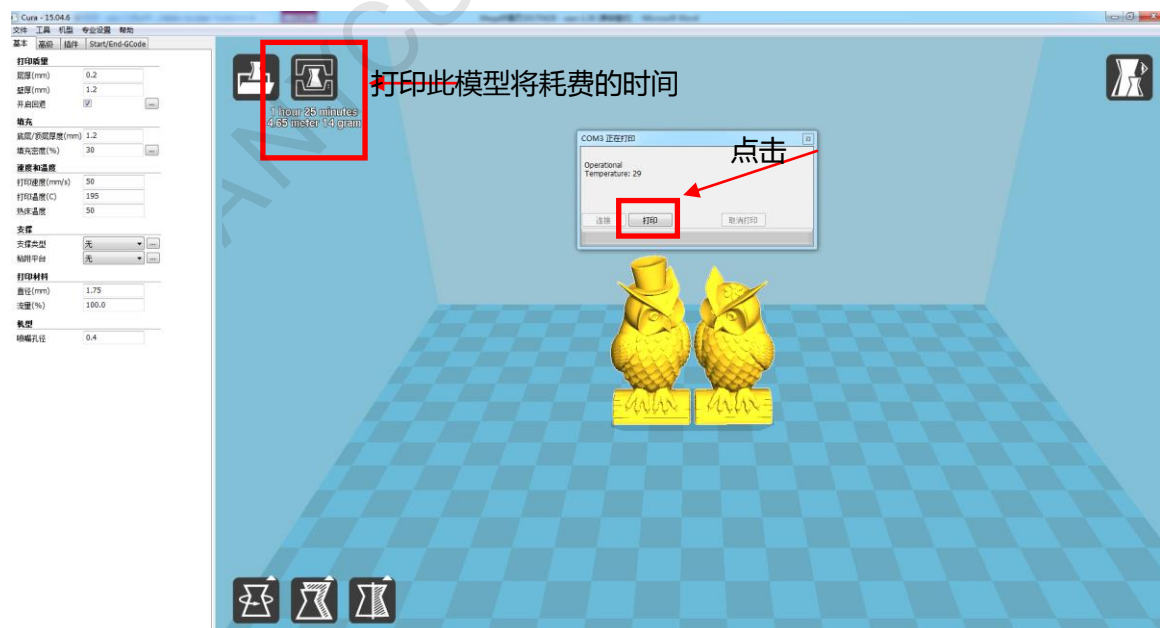 Cura - 15.04.6
文件 工具 机型 专业设置 帮助
基本 高级 插件 Start/End-GCode
打印质量
层厚(mm) 0.2
壁厚(mm) 1.2
开启回退
填充
底层/顶层厚度(mm) 1.2
填充密度(%) 30
速度和温度
打印速度(mm/s) 50
打印温度(C) 195
热床温度 50
支撑
支撑类型 无
粘附平台 无
打印材料
直径(mm) 1.75
流量(%) 100.0
机型
喷嘴孔径 0.4
1 hour 25 minutes
4.65 meter 14 gram
打印此模型将耗费的时间
COM3 正在打印
点击
Operational
Temperature: 29
连接 打印 取消打印
ANYCU